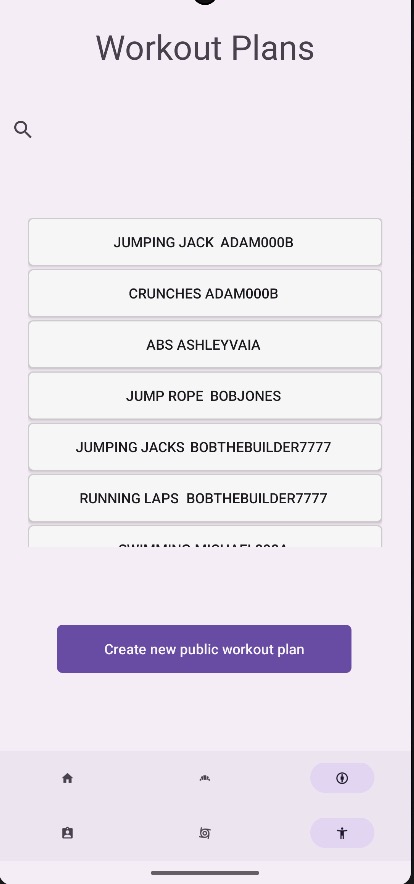 Workout Plans
JUMPING JACK  ADAM000B
CRUNCHES ADAM000B
ABS ASHLEYVAIA
JUMP ROPE  BOBJONES
JUMPING JACKS  BOBTHEBUILDER7777
RUNNING LAPS  BOBTHEBUILDER7777
SWIMMING
Create new public workout plan